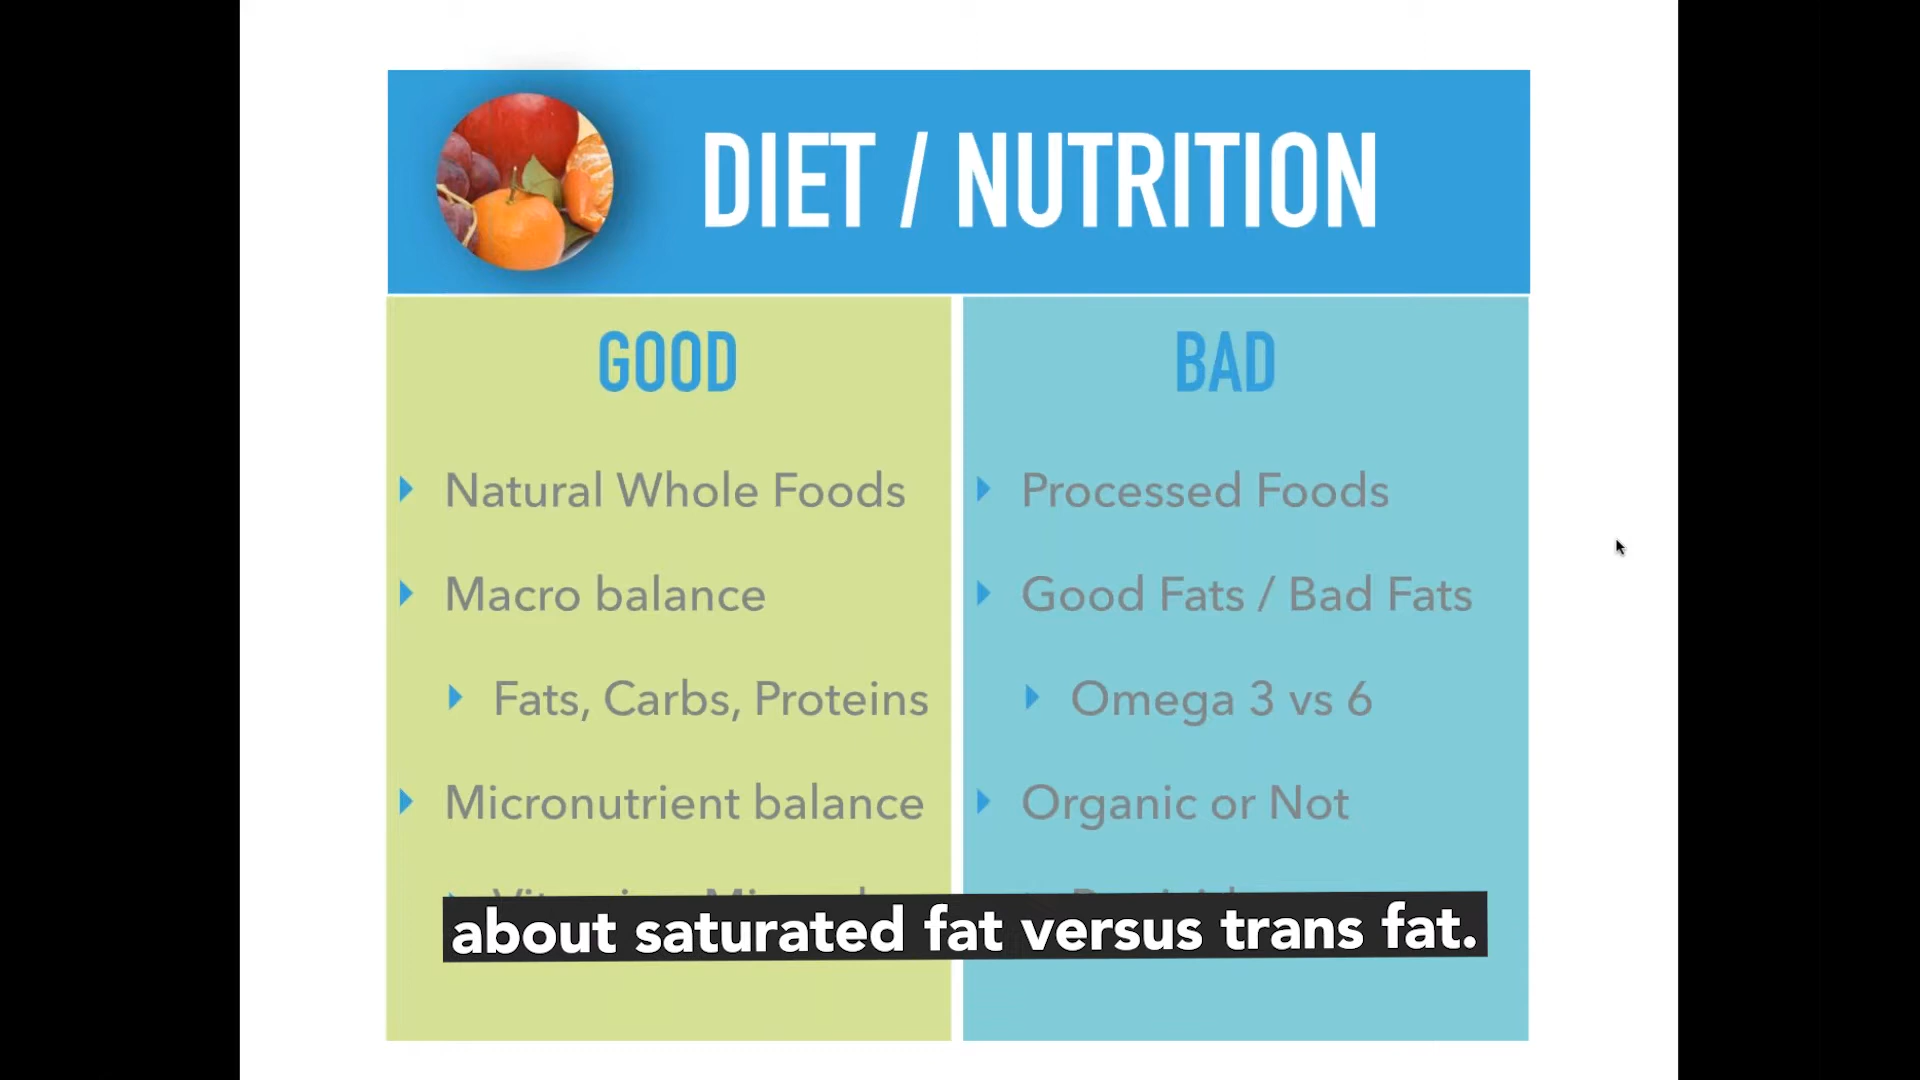 DIET / NUTRITION
GOOD
Natural Whole Foods
Macro balance
Fats, Carbs, Proteins
Micronutrient balance
BAD
Processed Foods
Good Fats / Bad Fats
Omega 3 vs 6
Organic or Not
about saturated fat versus trans fat.